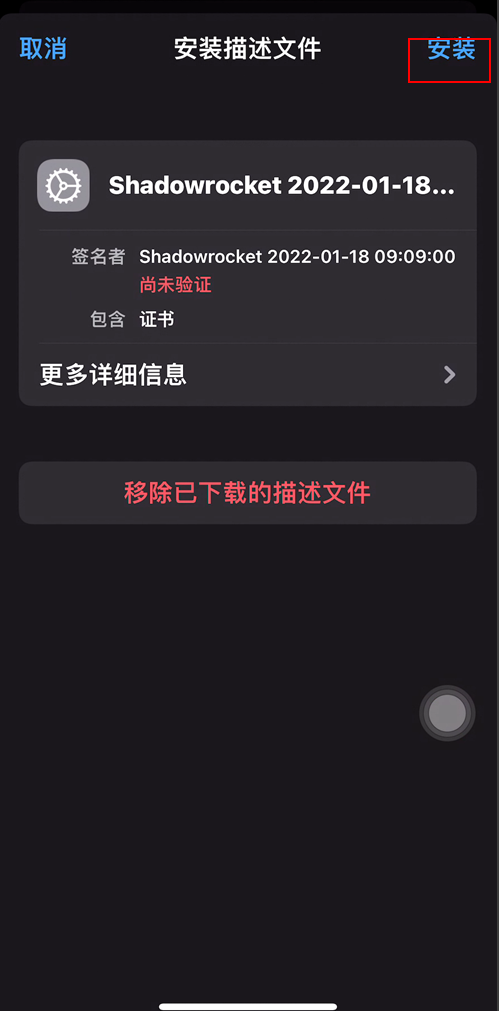 取消 安装描述文件 安装
Shadowrocket 2022-01-18...
签名者 Shadowrocket 2022-01-18 09:09:00
尚未验证
包含 证书
更多详细信息
移除已下载的描述文件